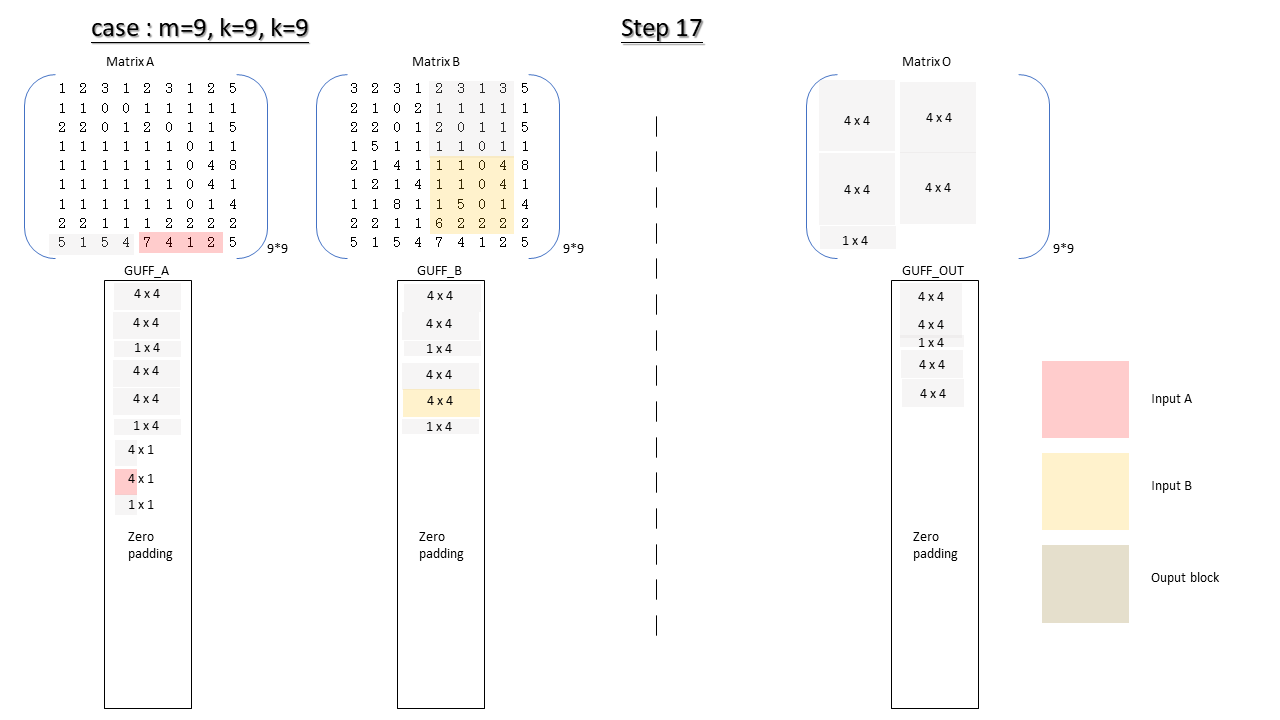 case : m=9, k=9, k=9
Step 17
Matrix A
1 2 3 1 2 3 1 2 5
1 1 0 0 1 1 1 1 1
2 2 0 1 2 0 1 1 5
1 1 1 1 1 1 0 1 1
1 1 1 1 1 1 0 4 8
1 1 1 1 1 1 0 4 1
1 1 1 1 1 1 0 1 4
2 2 1 1 1 2 2 2 2
5 1 5 4 7 4 1 2 5
9*9
Matrix B
3 2 3 1 2 3 1 3 5
2 1 0 2 1 1 1 1 1
2 2 0 1 2 0 1 1 5
1 5 1 1 1 1 0 1 1
2 1 4 1 1 1 0 4 8
1 2 1 4 1 1 0 4 1
1 1 8 1 1 5 0 1 4
2 2 1 1 6 2 2 2 2
5 1 5 4 7 4 1 2 5
9*9
Matrix O
4 x 4
4 x 4
4 x 4
4 x 4
1 x 4
9*9
GUFF_A
4 x 4
4 x 4
1 x 4
4 x 4
4 x 4
1 x 4
4 x 1
4 x 1
1 x 1
Zero
padding
GUFF_B
4 x 4
4 x 4
1 x 4
4 x 4
4 x 4
1 x 4
Zero
padding
GUFF_OUT
4 x 4
4 x 4
1 x 4
4 x 4
4 x 4
Zero
padding
Input A
Input B
Ouput block